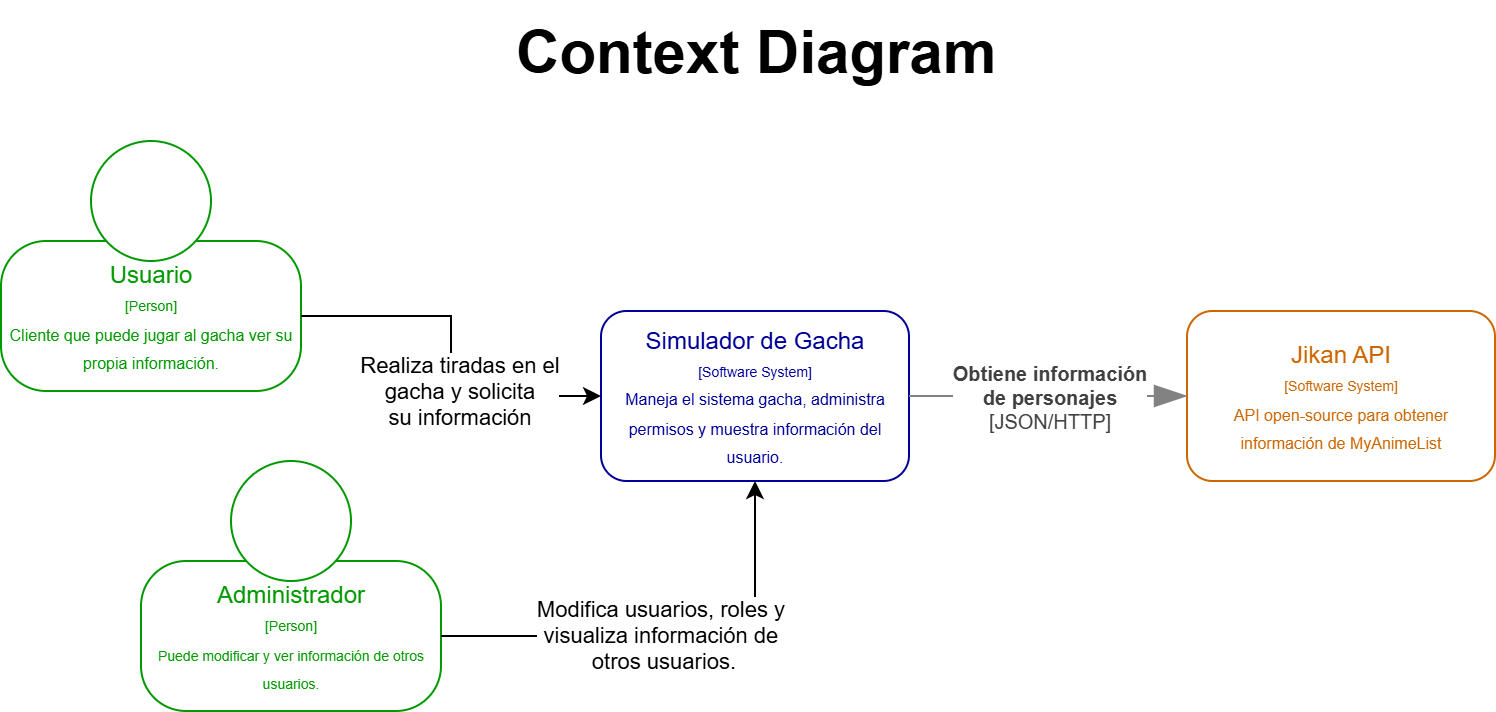 Context Diagram
Usuario
[Person]
Cliente que puede jugar al gacha ver su
propia información.
Realiza tiradas en el
gacha y solicita
su información
Simulador de Gacha
[Software System]
Maneja el sistema gacha, administra
permisos y muestra información del
usuario.
Obtiene información
de personajes
[JSON/HTTP]
Jikan API
[Software System]
API open-source para obtener
información de MyAnimeList
Administrador
[Person]
Puede modificar y ver información de otros
usuarios.
Modifica usuarios, roles y
visualiza información de
otros usuarios.